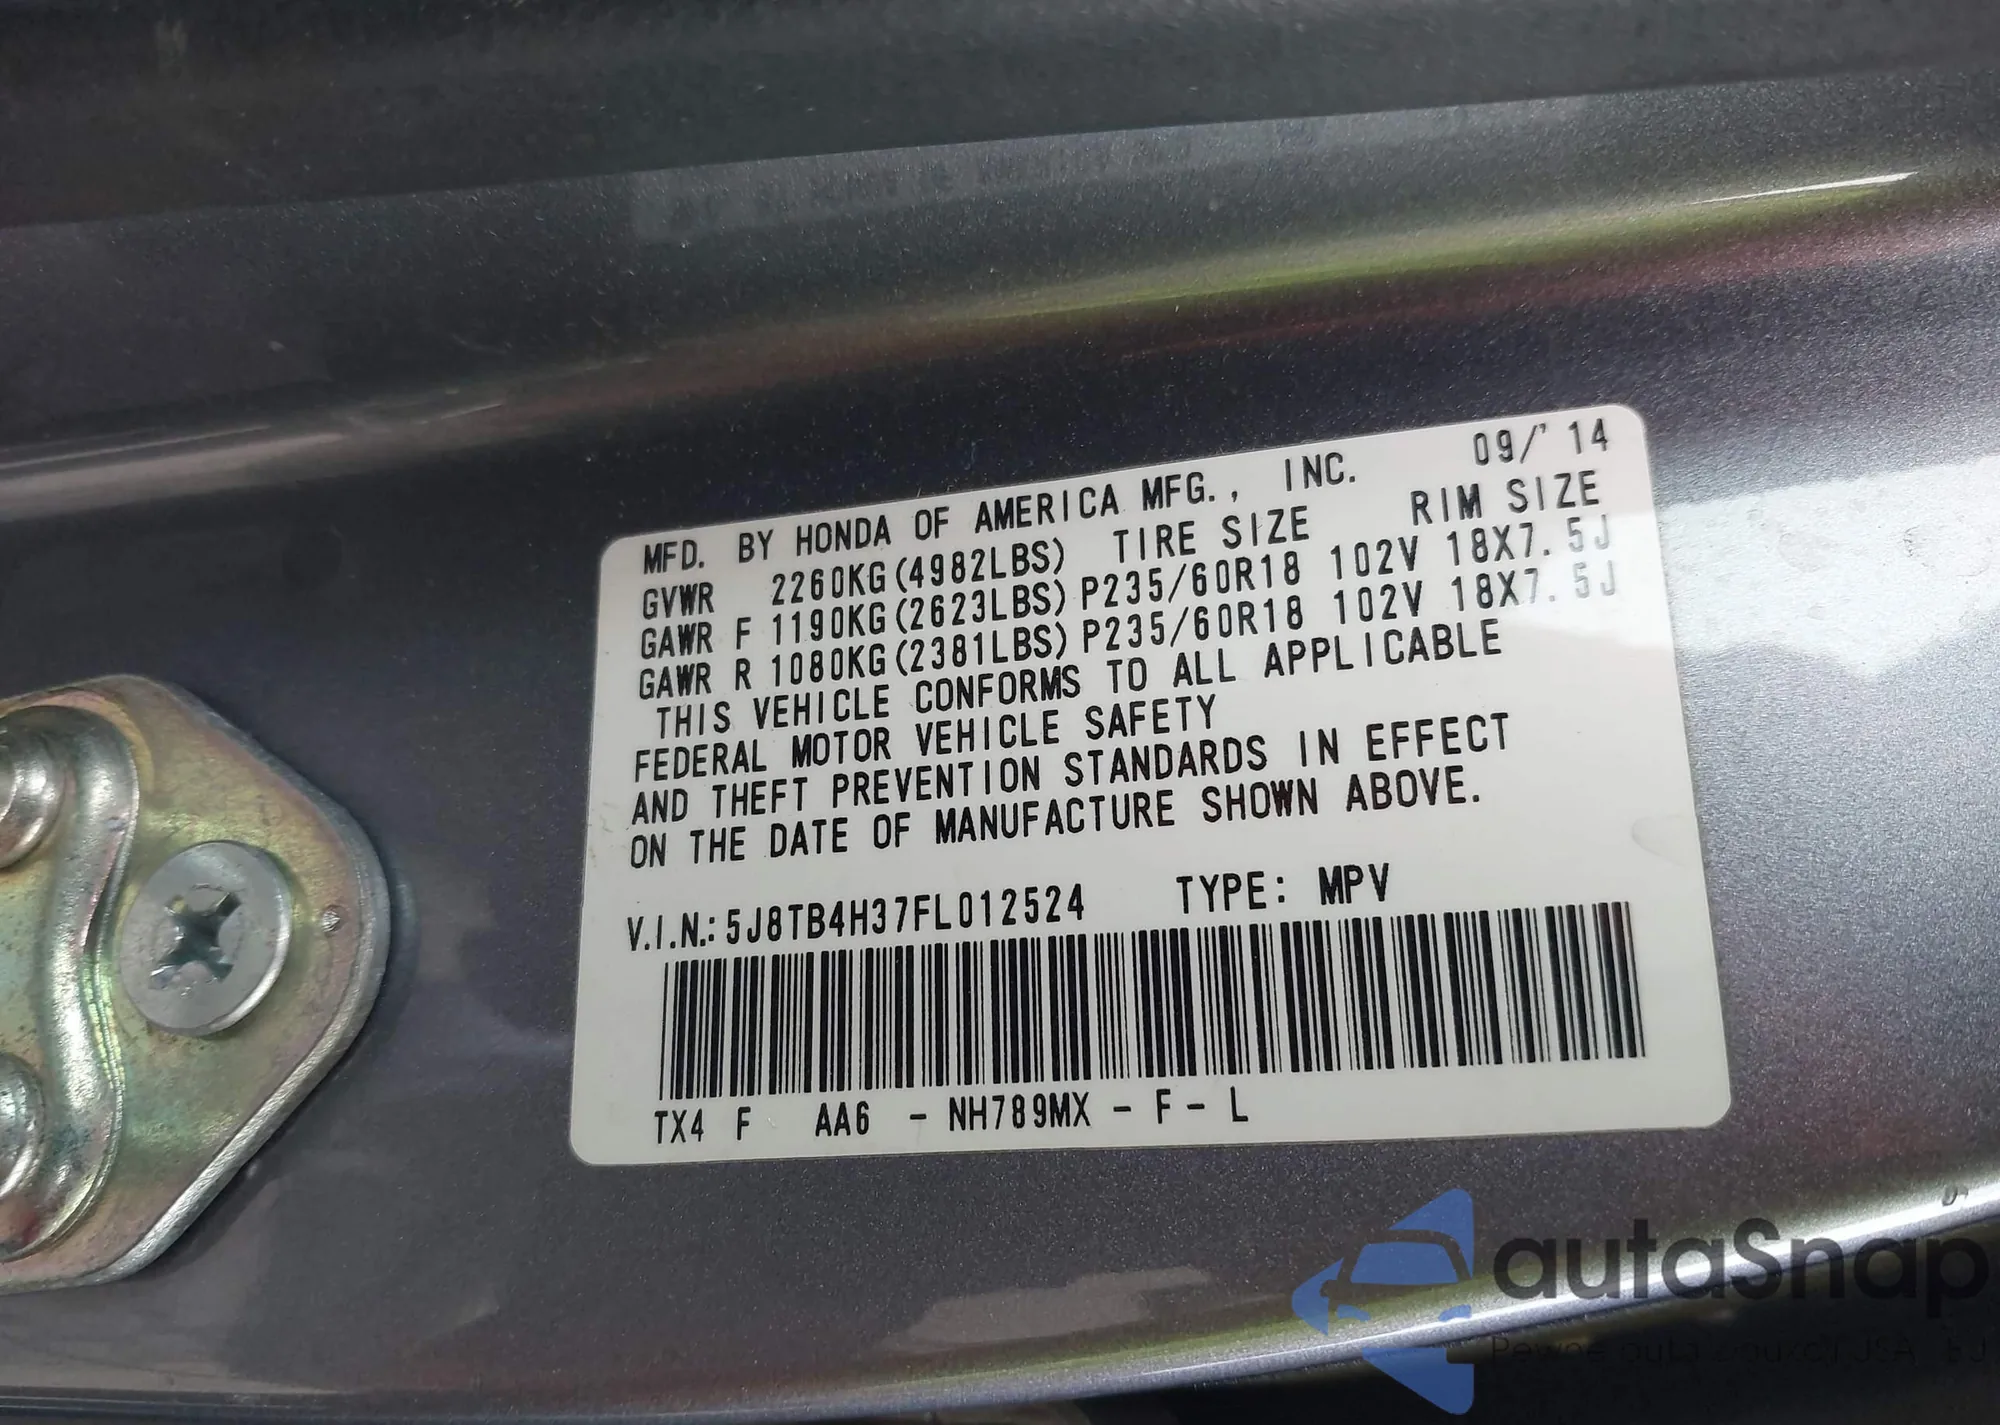 MFD. BY HONDA OF AMERICA MFG., INC. 09/'14
GVWR 2260KG(4982LBS) TIRE SIZE RIM SIZE
GAWR F 1190KG(2623LBS) P235/60R18 102V 18X7.5J
GAWR R 1080KG(2381LBS) P235/60R18 102V 18X7.5J
THIS VEHICLE CONFORMS TO ALL APPLICABLE
FEDERAL MOTOR VEHICLE SAFETY
AND THEFT PREVENTION STANDARDS IN EFFECT
ON THE DATE OF MANUFACTURE SHOWN ABOVE.
V.I.N.: 5J8TB4H37FL012524 TYPE: MPV
TX4 F AA6 - NH789MX - F - L
autaSnap
Pewne auta